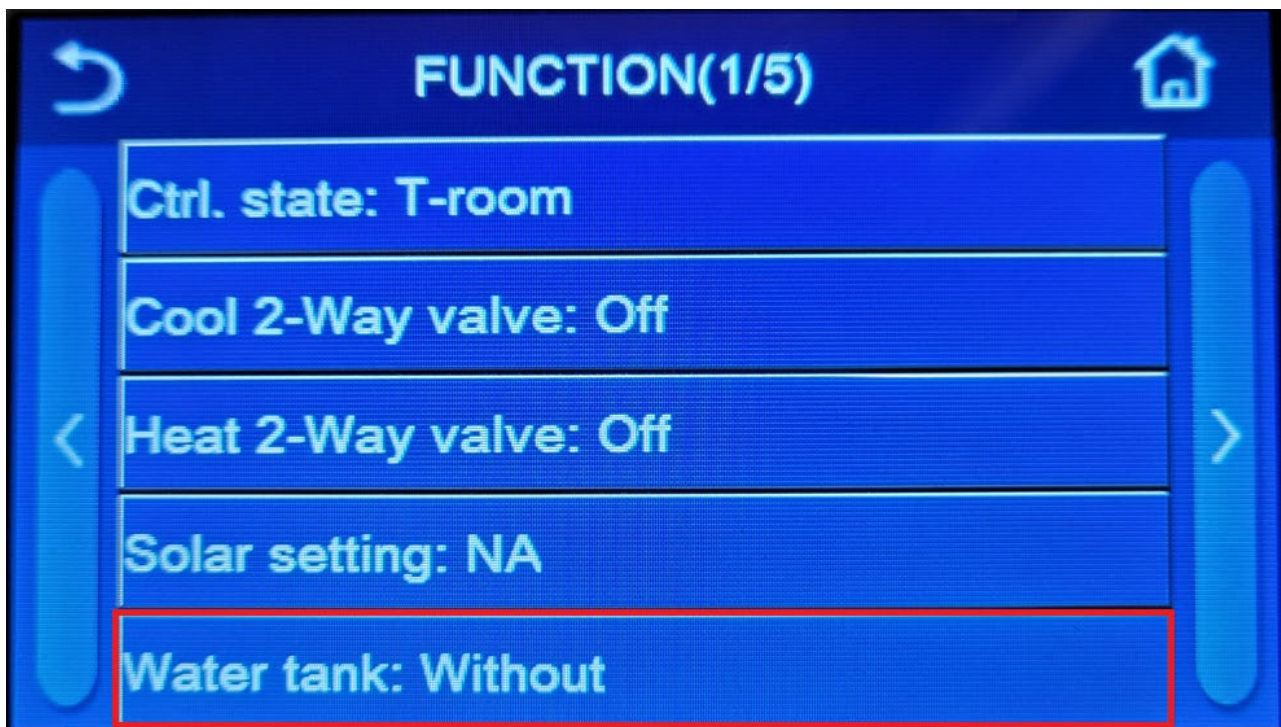 FUNCTION(1/5)
Ctrl. state: T-room
Cool 2-Way valve: Off
Heat 2-Way valve: Off
Solar setting: NA
Water tank: Without